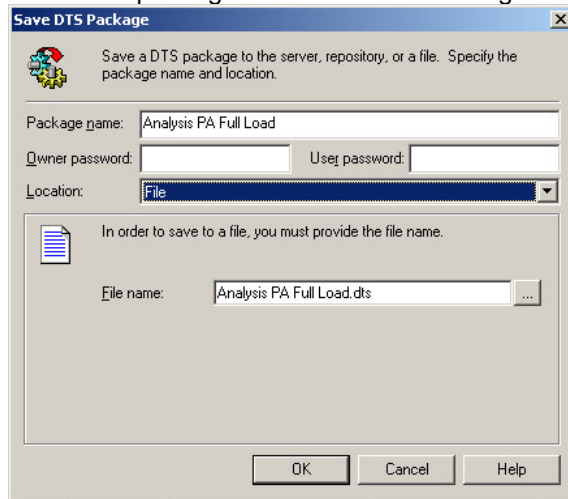 Save DTS Package
Save a DTS package to the server, repository, or a file. Specify the
package name and location.
Package name: Analysis PA Full Load
Owner password: User password:
Location: File
In order to save to a file, you must provide the file name.
File name: Analysis PA Full Load.dts ...
OK Cancel Help